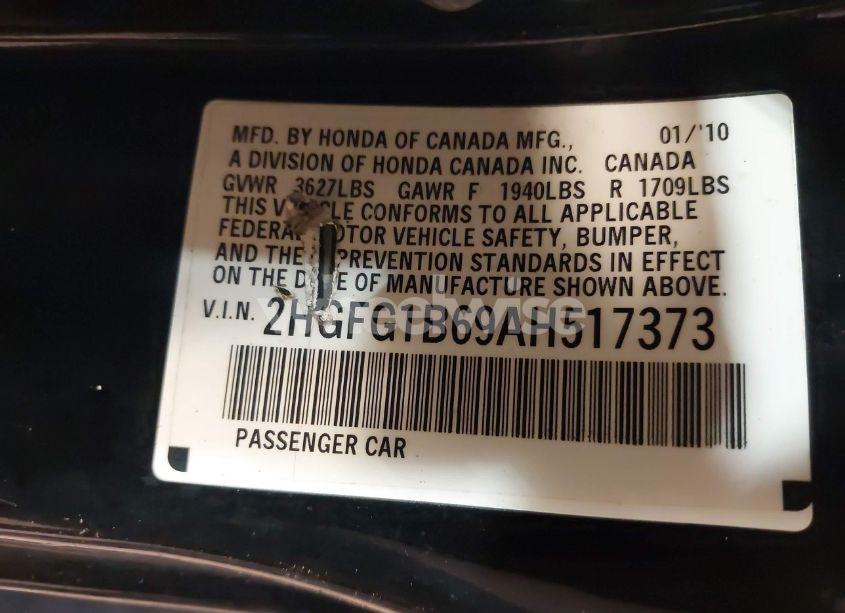 MFD. BY HONDA OF CANADA MFG., 01/'10
A DIVISION OF HONDA CANADA INC. CANADA
GVWR 3627LBS GAWR F 1940LBS R 1709LBS
THIS CONFORMS TO ALL APPLICABLE
VEHICLE SAFETY, BUMPER,
AND PREVENTION STANDARDS IN EFFECT
ON THE OF MANUFACTURE SHOWN ABOVE.
V.I.N. 2HGFG1B69AH517373
PASSENGER CAR